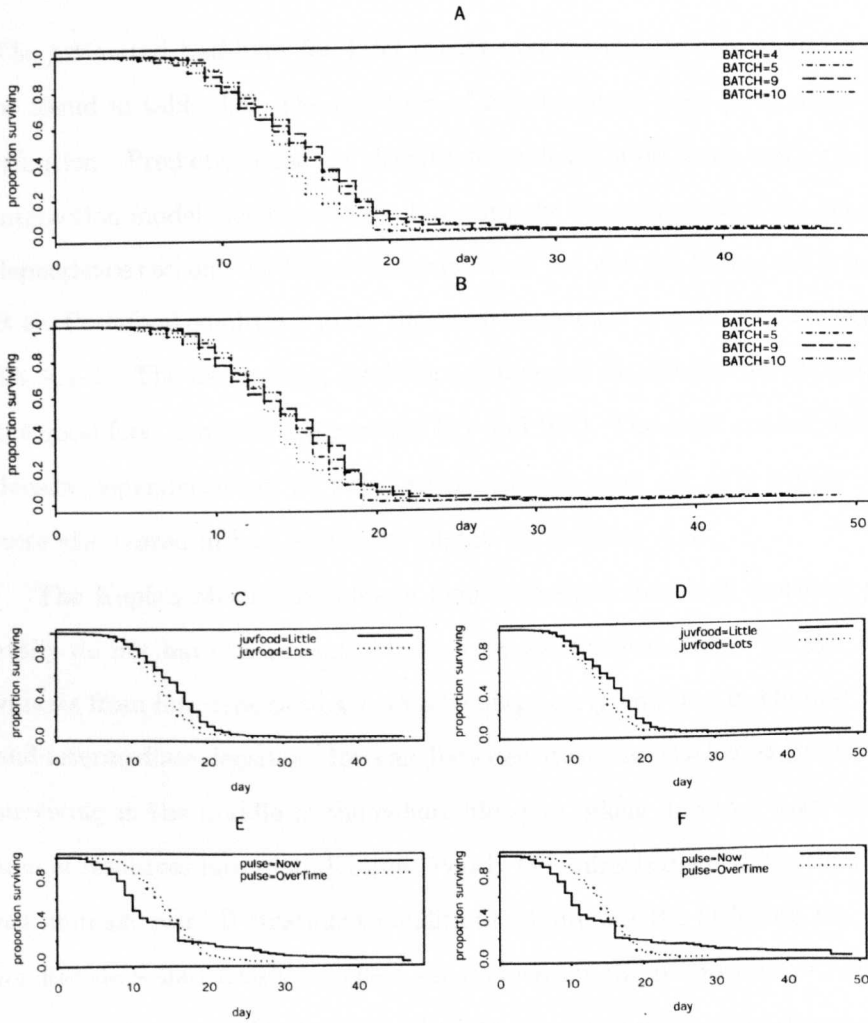 A
proportion surviving
1.0
0.8
0.6
0.4
0.2
0.0
BATCH=4
BATCH=5
BATCH=9
BATCH=10
0 10 20 day 30 40
B
proportion surviving
1.0
0.8
0.6
0.4
0.2
0.0
BATCH=4
BATCH=5
BATCH=9
BATCH=10
0 10 20 day 30 40 50
C
proportion surviving
0.8
0.4
0.0
juvfood=Little
juvfood=Lots
0 10 20 30 40
day
D
proportion surviving
0.8
0.4
0.0
juvfood=Little
juvfood=Lots
0 10 20 30 40 50
day
E
proportion surviving
0.8
0.4
0.0
pulse=Now
pulse=OverTime
0 10 20 30 40
day
F
proportion surviving
0.8
0.4
0.0
pulse=Now
pulse=OverTime
0 10 20 30 40 50
day